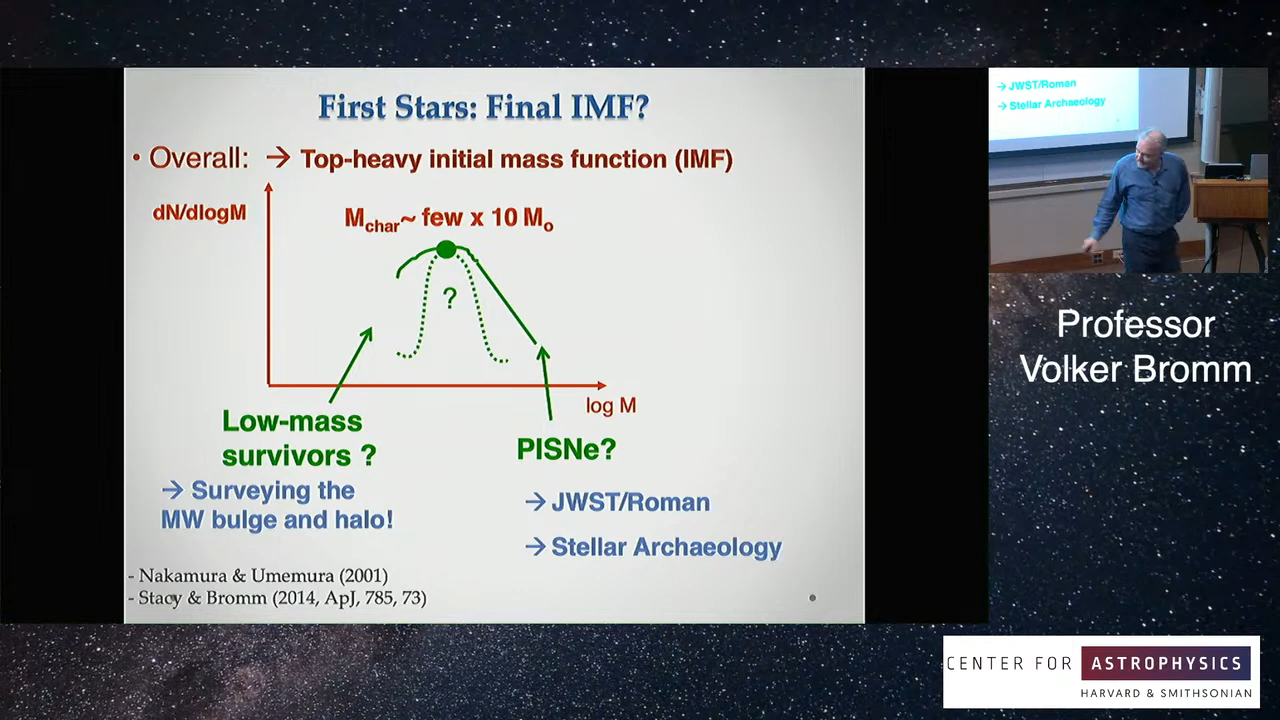 First Stars: Final IMF?
• Overall: → Top-heavy initial mass function (IMF)
dN/dlogM
Mchar~ few x 10 Mo
?
log M
Low-mass
survivors ?
→ Surveying the
MW bulge and halo!
PISNe?
→ JWST/Roman
→ Stellar Archaeology
- Nakamura & Umemura (2001)
- Stacy & Bromm (2014, ApJ, 785, 73)
→ JWST/Roman
→ Stellar Archaeology
Professor
Volker Bromm
CENTER FOR ASTROPHYSICS
HARVARD & SMITHSONIAN